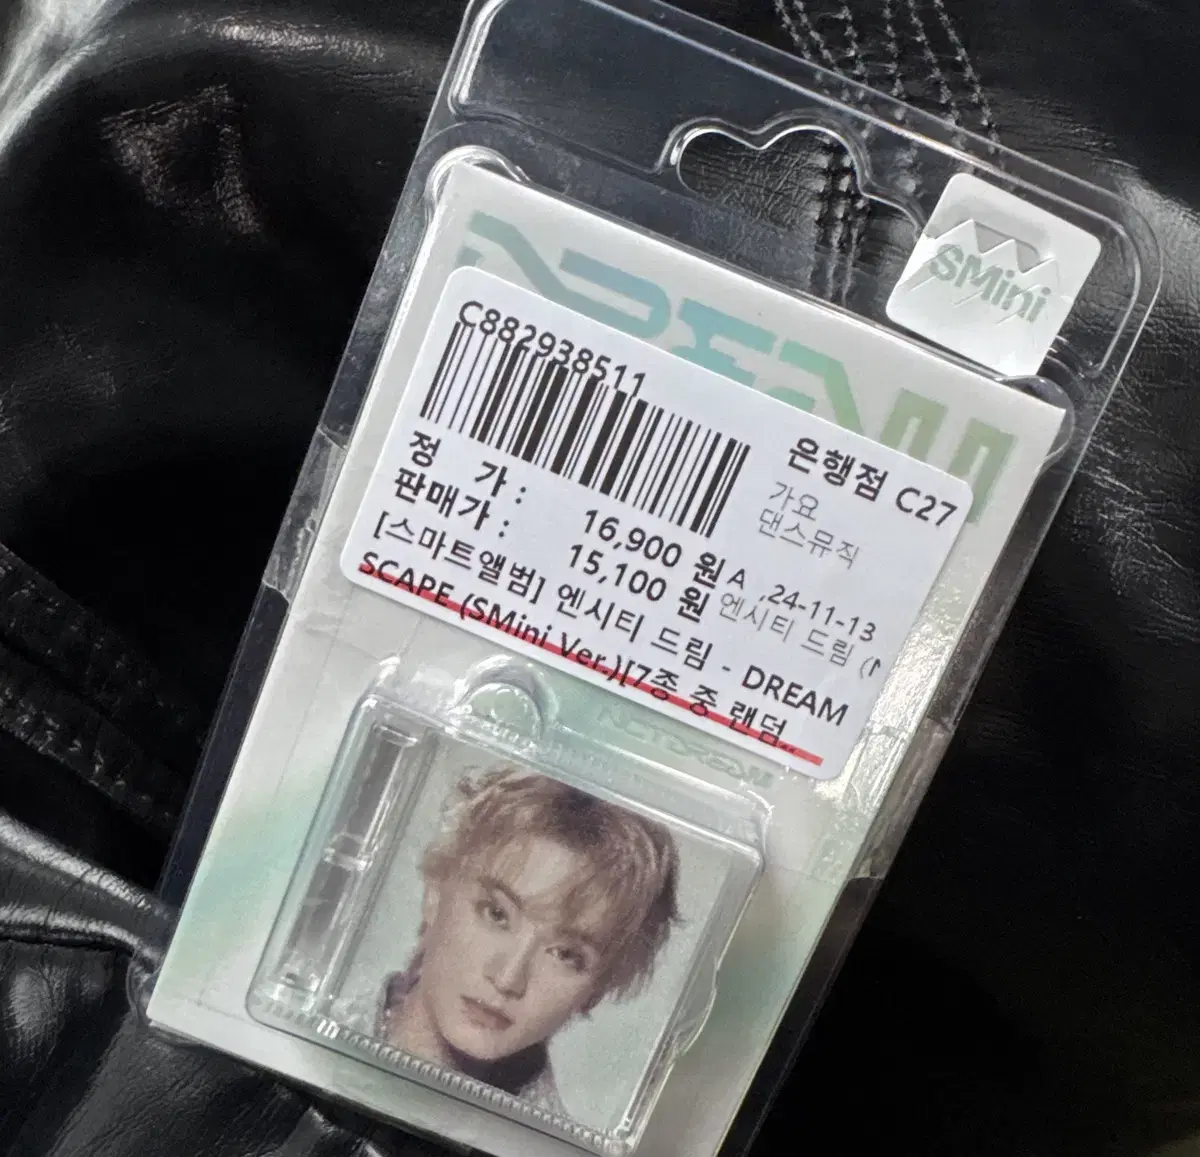 DREAM
SMini
C882938511
은행점 C27
가요
댄스뮤직
정 가 : 16,900 원
판매가 : 15,100 원
A ,24-11-13
엔시티 드림 (
[스마트앨범] 엔시티 드림 - DREAM
SCAPE (SMini Ver.)[7종 중 랜덤..
NCT DREAM